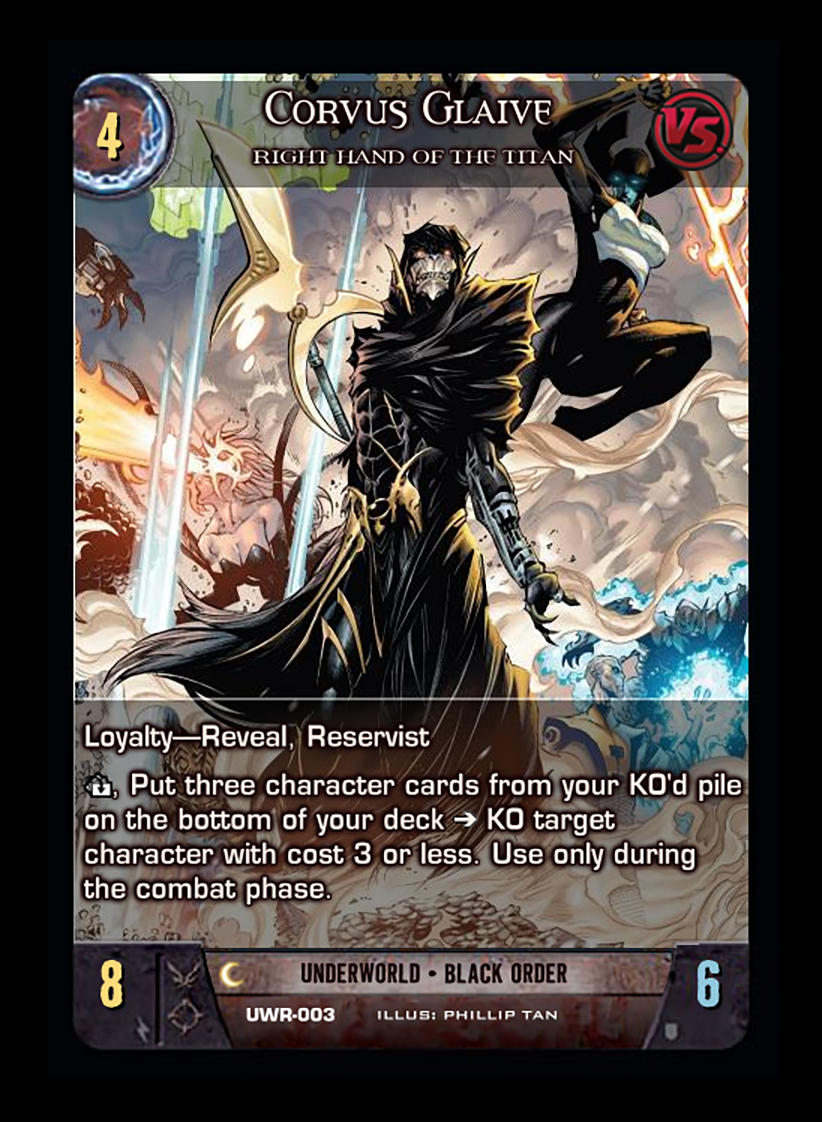 4
CORVUS GLAIVE
VS.
RIGHT HAND OF THE TITAN
Loyalty—Reveal, Reservist
, Put three character cards from your KO'd pile
on the bottom of your deck ➔ KO target
character with cost 3 or less. Use only during
the combat phase.
8
UNDERWORLD • BLACK ORDER
6
UWR-003 ILLUS: PHILLIP TAN